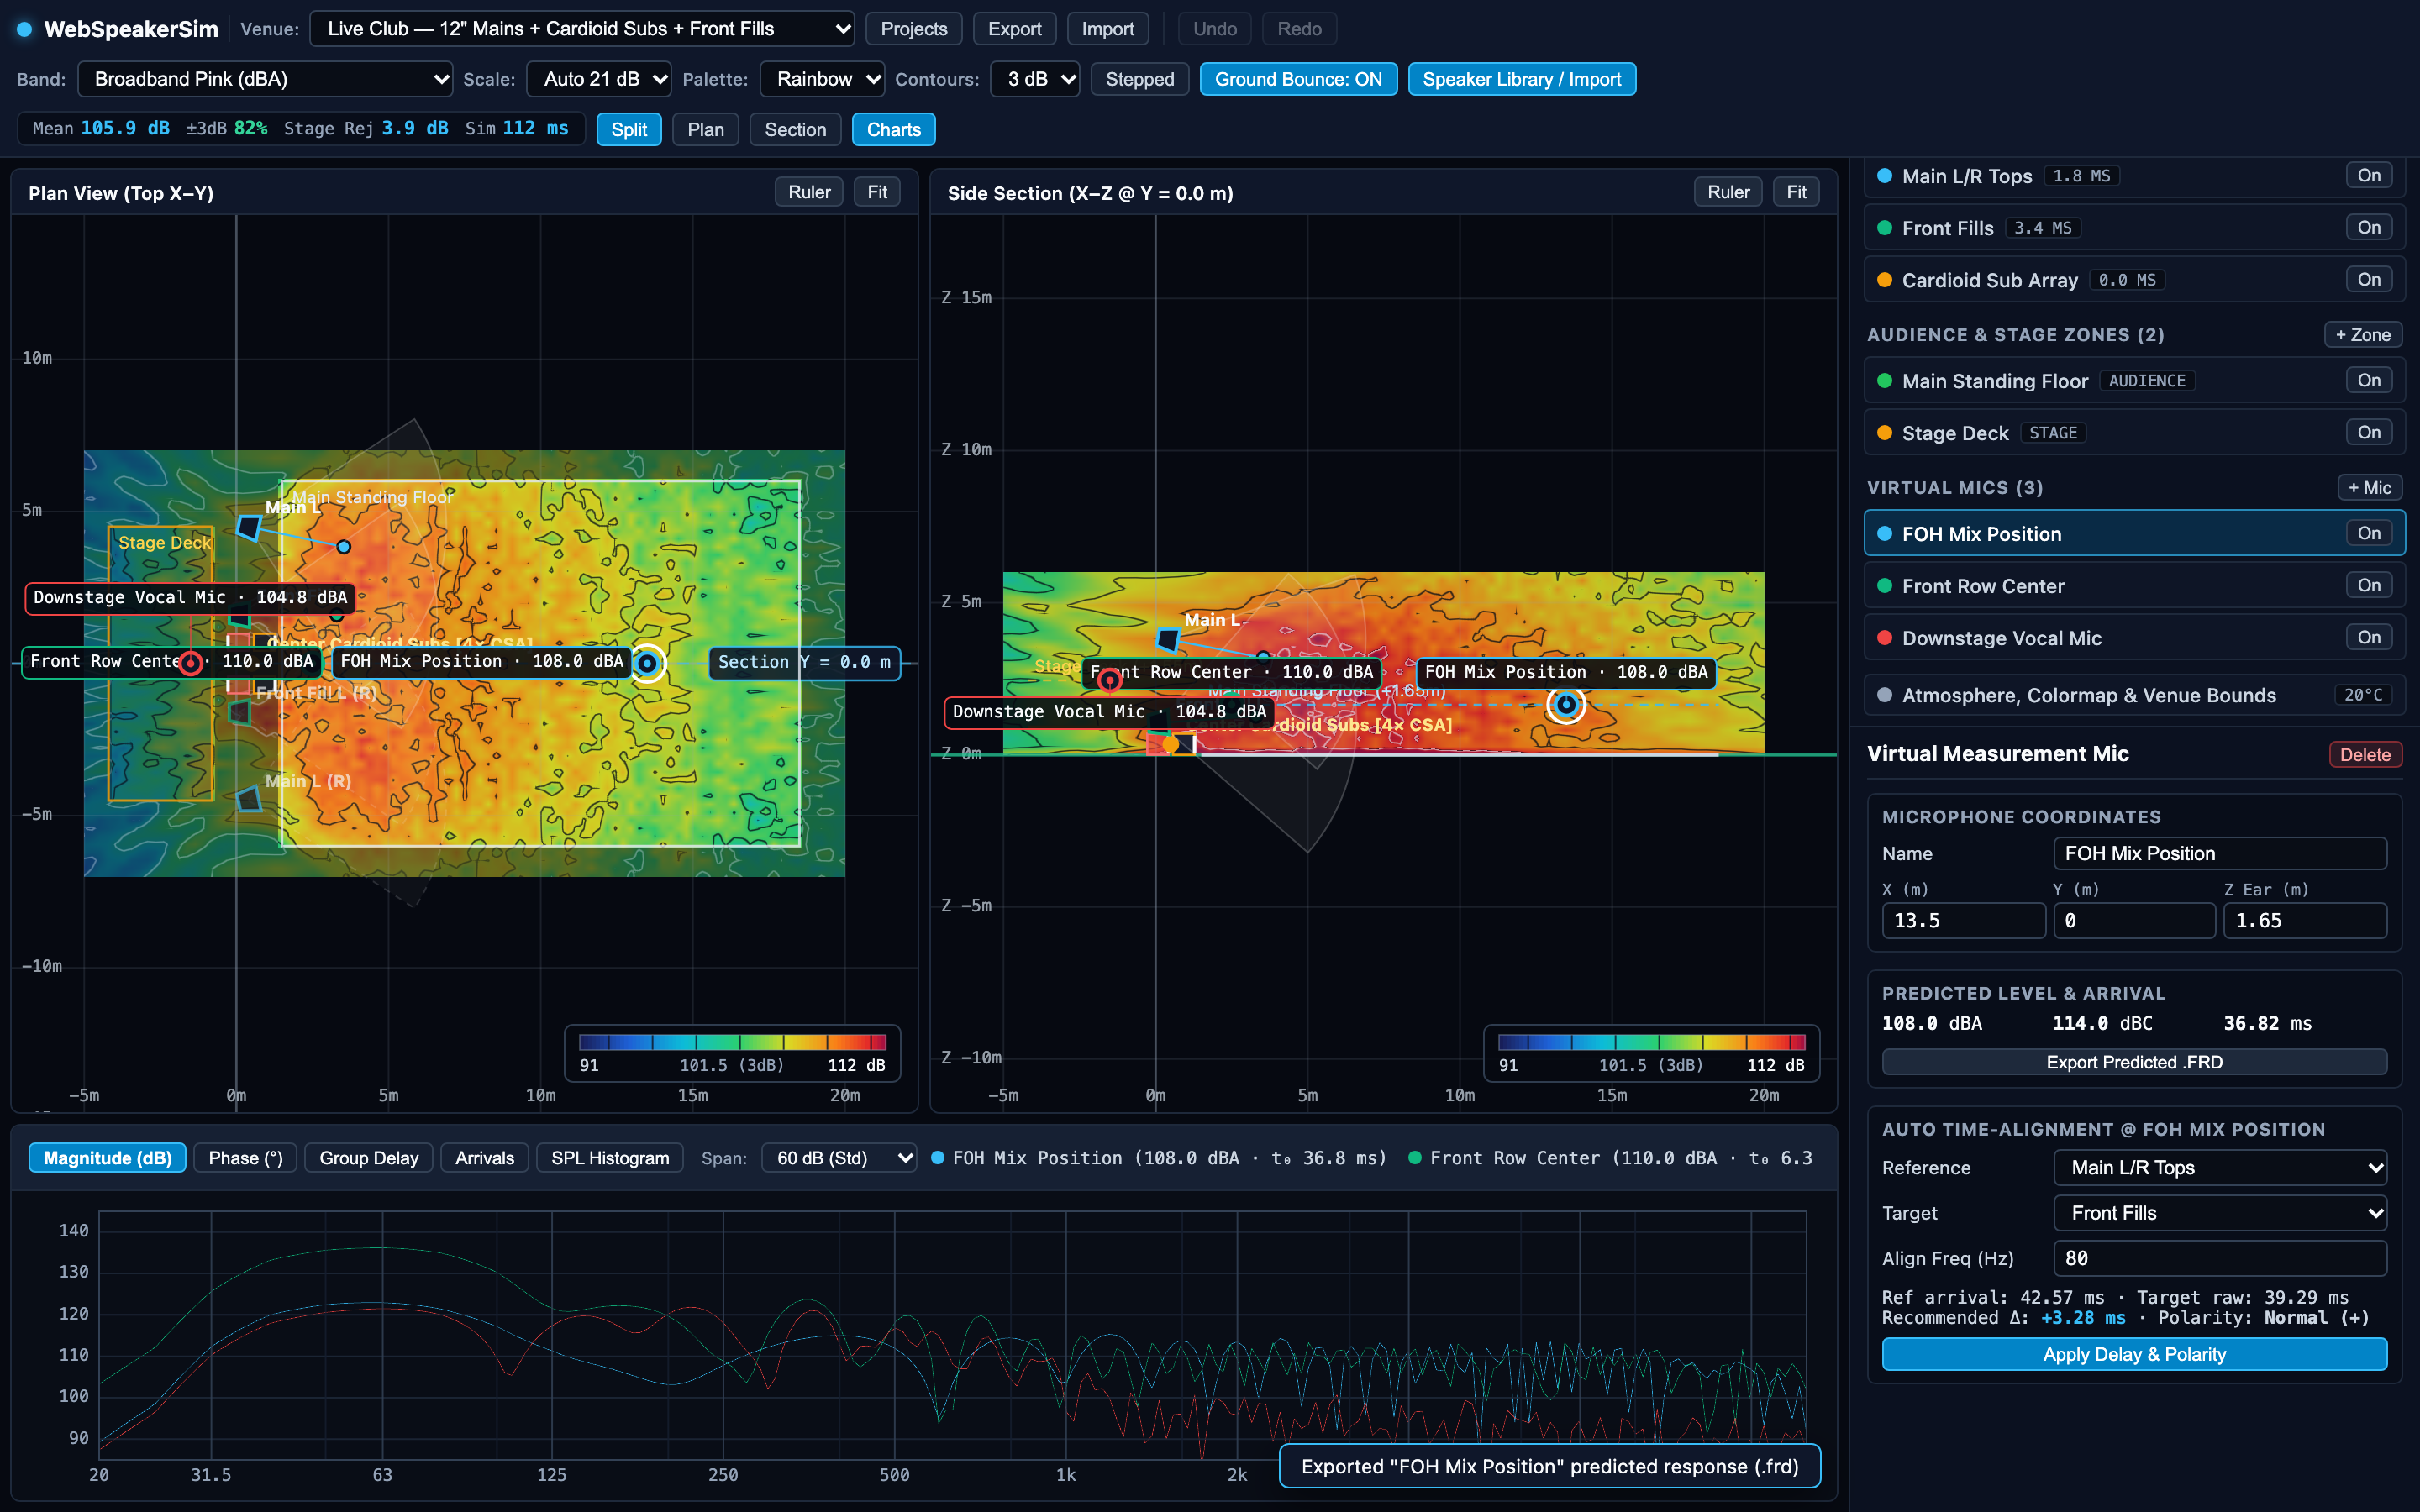 WebSpeakerSim Venue: Live Club — 12" Mains + Cardioid Subs + Front Fills Projects Export Import Undo Redo
Band: Broadband Pink (dBA) Scale: Auto 21 dB Palette: Rainbow Contours: 3 dB Stepped Ground Bounce: ON Speaker Library / Import
Mean 105.9 dB ±3dB 82% Stage Rej 3.9 dB Sim 112 ms Split Plan Section Charts
Plan View (Top X–Y) Ruler Fit
10m
5m
−5m
−10m
Main Standing Floor
Main L
Stage Deck
Downstage Vocal Mic · 104.8 dBA
Center Cardioid Subs [4× CSA]
Front Row Cente · 110.0 dBA FOH Mix Position · 108.0 dBA Section Y = 0.0 m
Front Fill L (R)
Main L (R)
91 101.5 (3dB) 112 dB
−5m 0m 5m 10m 15m 20m
Side Section (X–Z @ Y = 0.0 m) Ruler Fit
Z 15m
Z 10m
Z 5m
Z 0m
Z −5m
Z −10m
Main L
Stage
Front Row Center · 110.0 dBA FOH Mix Position · 108.0 dBA
Main Standing Floor (+1.65m)
Downstage Vocal Mic · 104.8 dBA
Center Cardioid Subs [4× CSA]
91 101.5 (3dB) 112 dB
−5m 0m 5m 10m 15m 20m
Magnitude (dB) Phase (°) Group Delay Arrivals SPL Histogram Span: 60 dB (Std) FOH Mix Position (108.0 dBA · t₀ 36.8 ms) Front Row Center (110.0 dBA · t₀ 6.3
140
130
120
110
100
90
20 31.5 63 125 250 500 1k 2k
Exported "FOH Mix Position" predicted response (.frd)
Main L/R Tops 1.8 MS On
Front Fills 3.4 MS On
Cardioid Sub Array 0.0 MS On
AUDIENCE & STAGE ZONES (2) + Zone
Main Standing Floor AUDIENCE On
Stage Deck STAGE On
VIRTUAL MICS (3) + Mic
FOH Mix Position On
Front Row Center On
Downstage Vocal Mic On
Atmosphere, Colormap & Venue Bounds 20°C
Virtual Measurement Mic Delete
MICROPHONE COORDINATES
Name FOH Mix Position
X (m) Y (m) Z Ear (m)
13.5 0 1.65
PREDICTED LEVEL & ARRIVAL
108.0 dBA 114.0 dBC 36.82 ms
Export Predicted .FRD
AUTO TIME-ALIGNMENT @ FOH MIX POSITION
Reference Main L/R Tops
Target Front Fills
Align Freq (Hz) 80
Ref arrival: 42.57 ms · Target raw: 39.29 ms
Recommended Δ: +3.28 ms · Polarity: Normal (+)
Apply Delay & Polarity